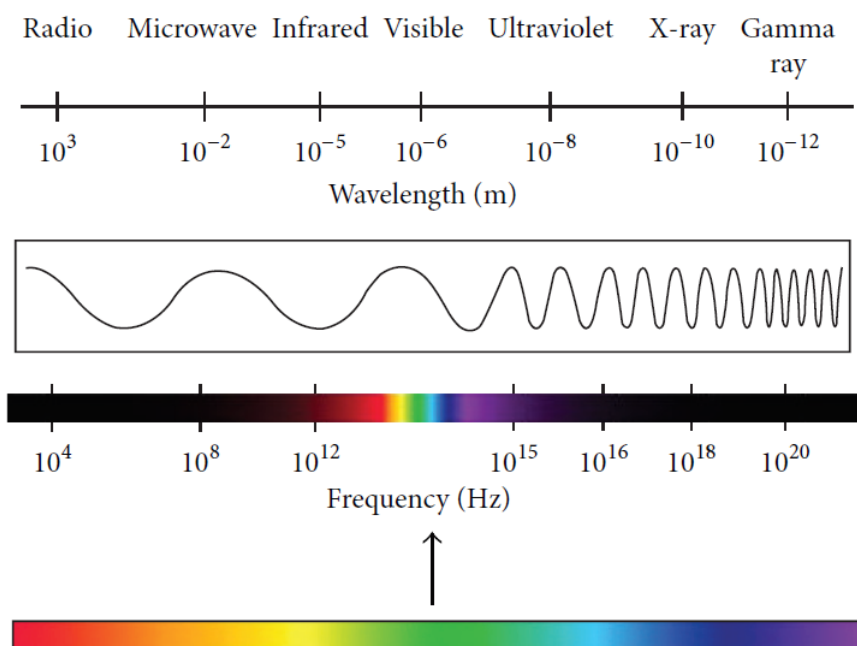 Radio Microwave Infrared Visible Ultraviolet X-ray Gamma
ray
10³ 10⁻² 10⁻⁵ 10⁻⁶ 10⁻⁸ 10⁻¹⁰ 10⁻¹²
Wavelength (m)
10⁴ 10⁸ 10¹² 10¹⁵ 10¹⁶ 10¹⁸ 10²⁰
Frequency (Hz)